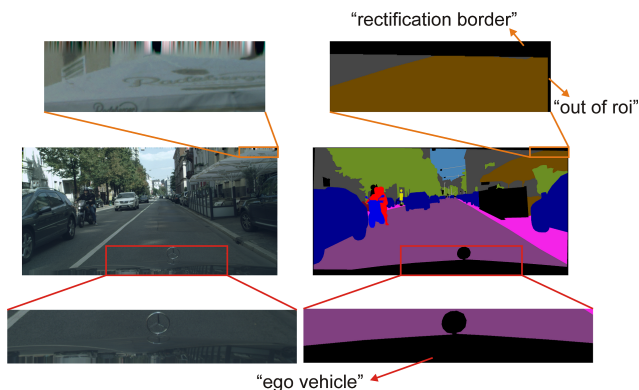 “rectification border”
“out of roi”
“ego vehicle”